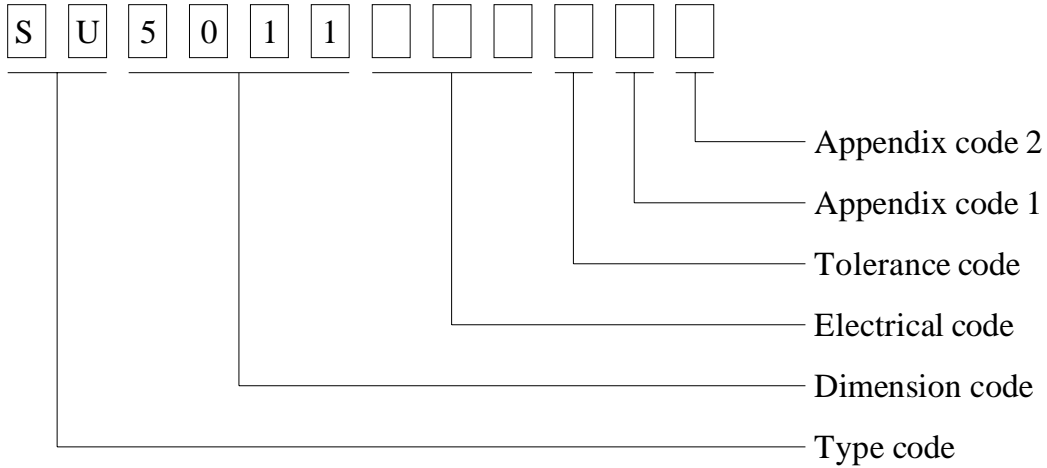 S U 5 0 1 1
Appendix code 2
Appendix code 1
Tolerance code
Electrical code
Dimension code
Type code